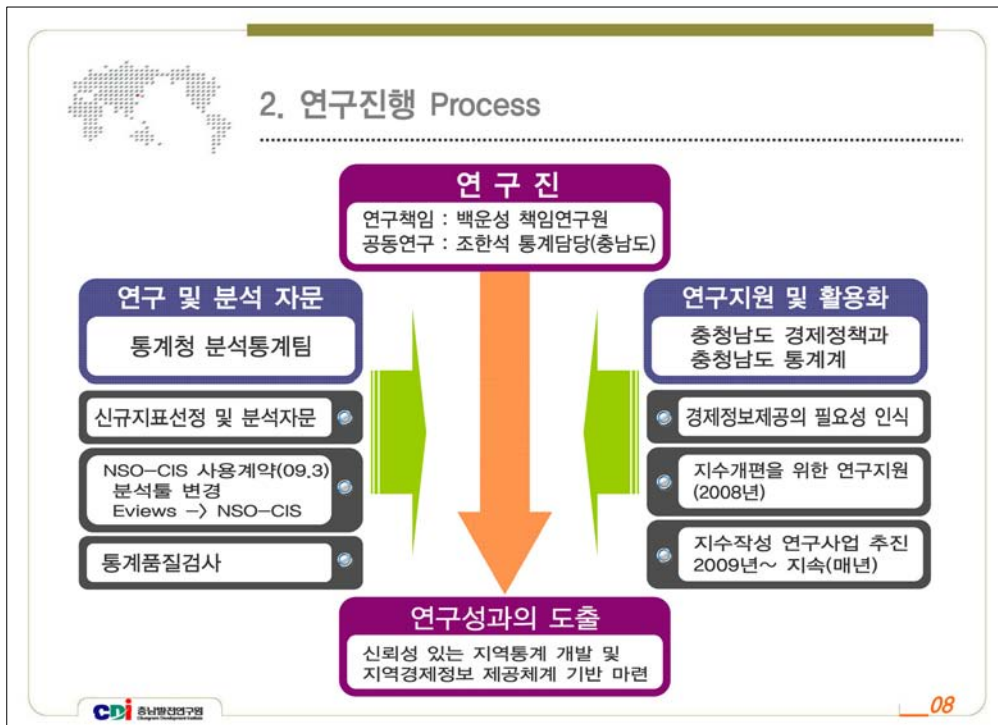 2. 연구진행 Process
연 구 진
연구책임 : 백운성 책임연구원
공동연구 : 조한석 통계담당(충남도)
연구 및 분석 자문
통계청 분석통계팀
신규지표선정 및 분석자문
NSO-CIS 사용계약(09.3)
분석툴 변경
Eviews -> NSO-CIS
통계품질검사
연구지원 및 활용화
충청남도 경제정책과
충청남도 통계계
경제정보제공의 필요성 인식
지수개편을 위한 연구지원
(2008년)
지수작성 연구사업 추진
2009년~ 지속(매년)
연구성과의 도출
신뢰성 있는 지역통계 개발 및
지역경제정보 제공체계 기반 마련
CDi 충남발전연구원
Chungnam Development Institute
08